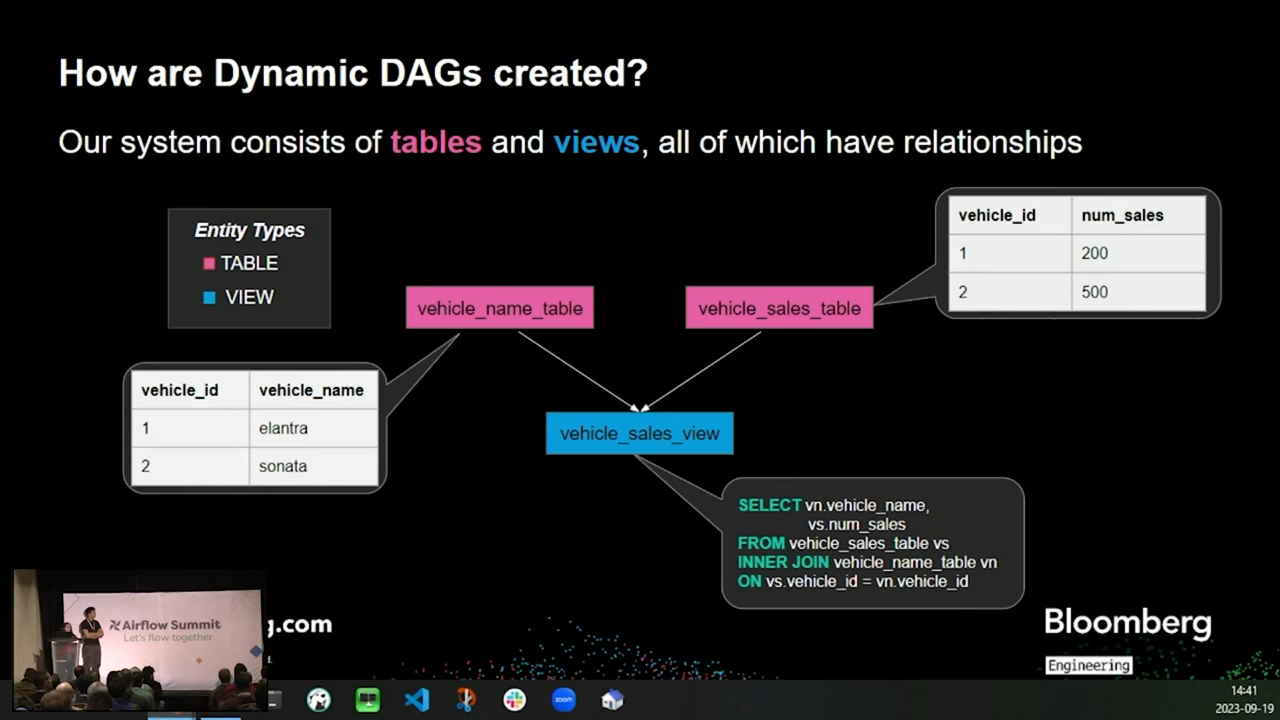 How are Dynamic DAGs created?
Our system consists of tables and views, all of which have relationships
Entity Types
TABLE
VIEW
vehicle_id num_sales
1 200
2 500
vehicle_name_table
vehicle_sales_table
vehicle_id vehicle_name
1 elantra
2 sonata
vehicle_sales_view
SELECT vn.vehicle_name,
vs.num_sales
FROM vehicle_sales_table vs
INNER JOIN vehicle_name_table vn
ON vs.vehicle_id = vn.vehicle_id
Airflow Summit
Let's flow together
g.com
Bloomberg
Engineering
zoom
14:41
2023-09-19